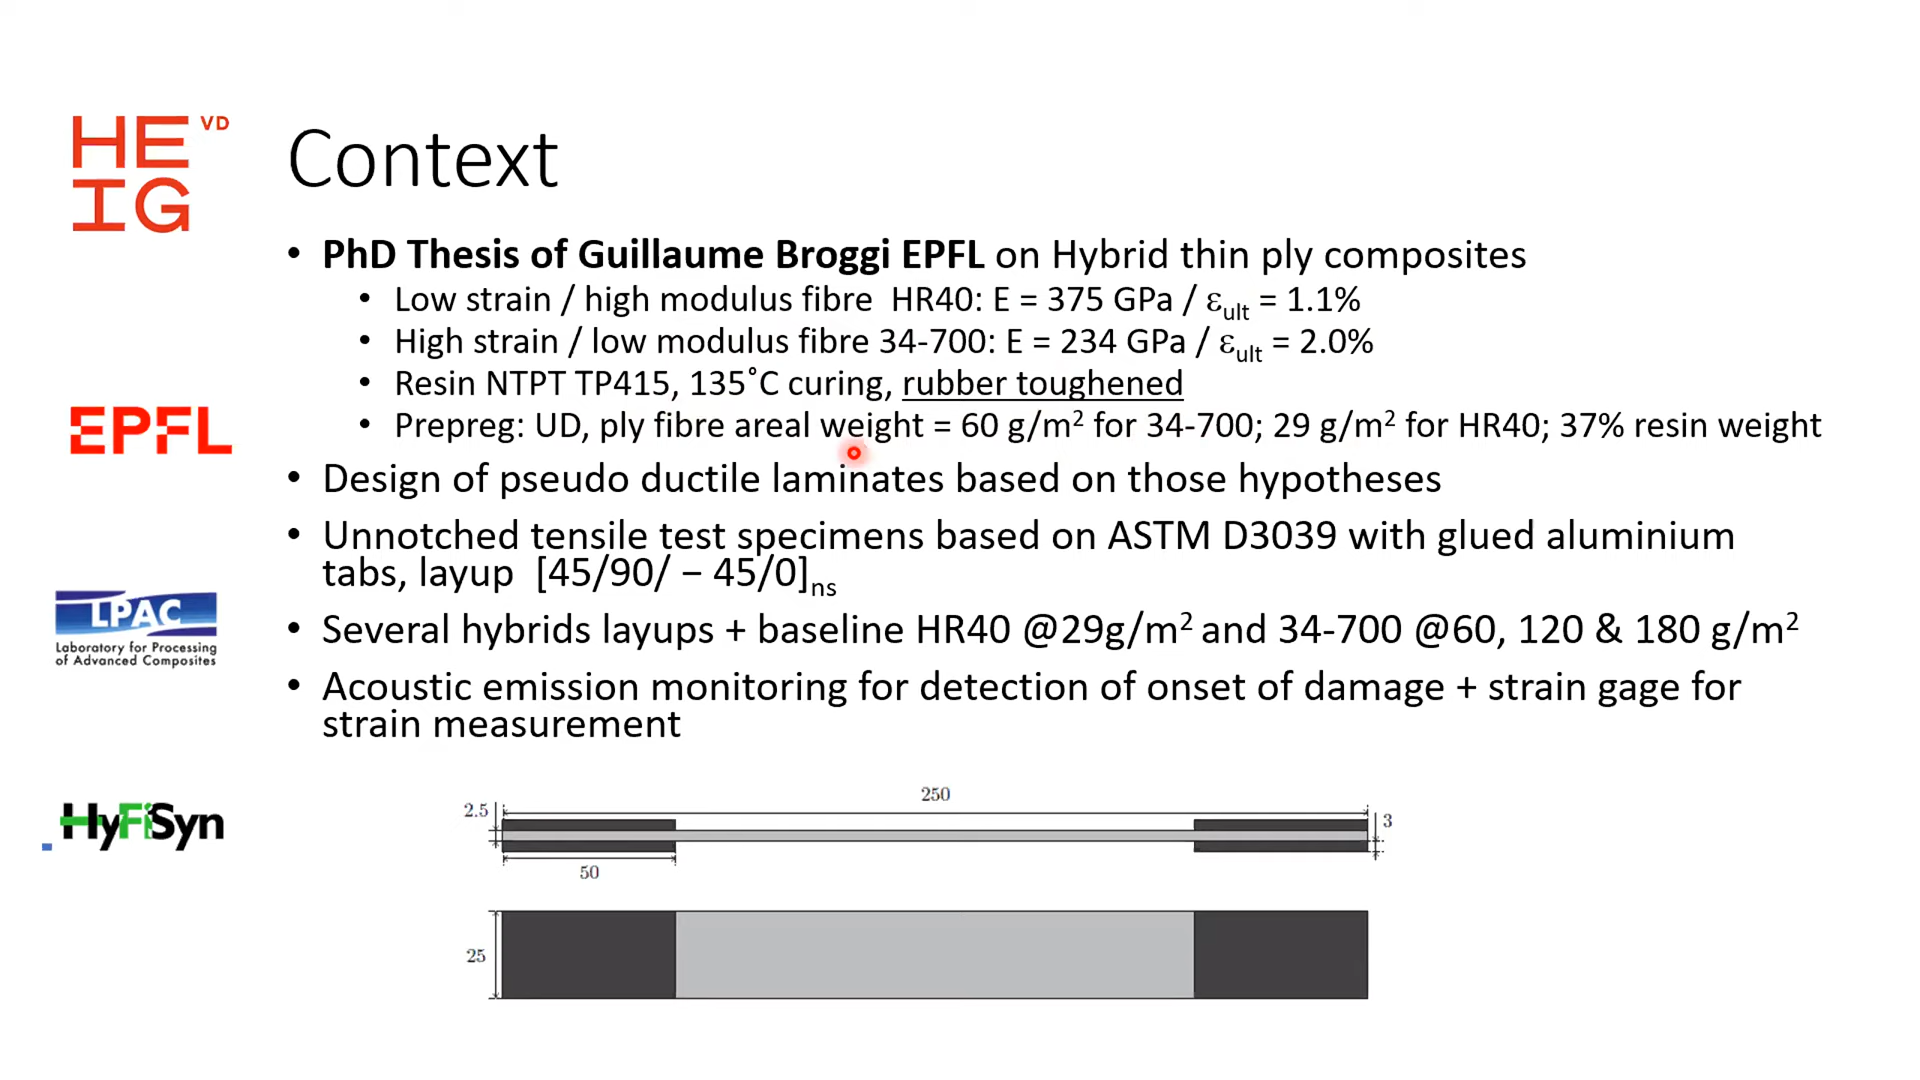 HE VD
IG
Context
• PhD Thesis of Guillaume Broggi EPFL on Hybrid thin ply composites
• Low strain / high modulus fibre HR40: E = 375 GPa / εult = 1.1%
• High strain / low modulus fibre 34-700: E = 234 GPa / εult = 2.0%
• Resin NTPT TP415, 135˚C curing, rubber toughened
• Prepreg: UD, ply fibre areal weight = 60 g/m² for 34-700; 29 g/m² for HR40; 37% resin weight
EPFL
• Design of pseudo ductile laminates based on those hypotheses
• Unnotched tensile test specimens based on ASTM D3039 with glued aluminium
tabs, layup [45/90/ − 45/0]ns
LPAC
Laboratory for Processing
of Advanced Composites
• Several hybrids layups + baseline HR40 @29g/m² and 34-700 @60, 120 & 180 g/m²
• Acoustic emission monitoring for detection of onset of damage + strain gage for
strain measurement
HyFiSyn
250
2.5
3
50
25